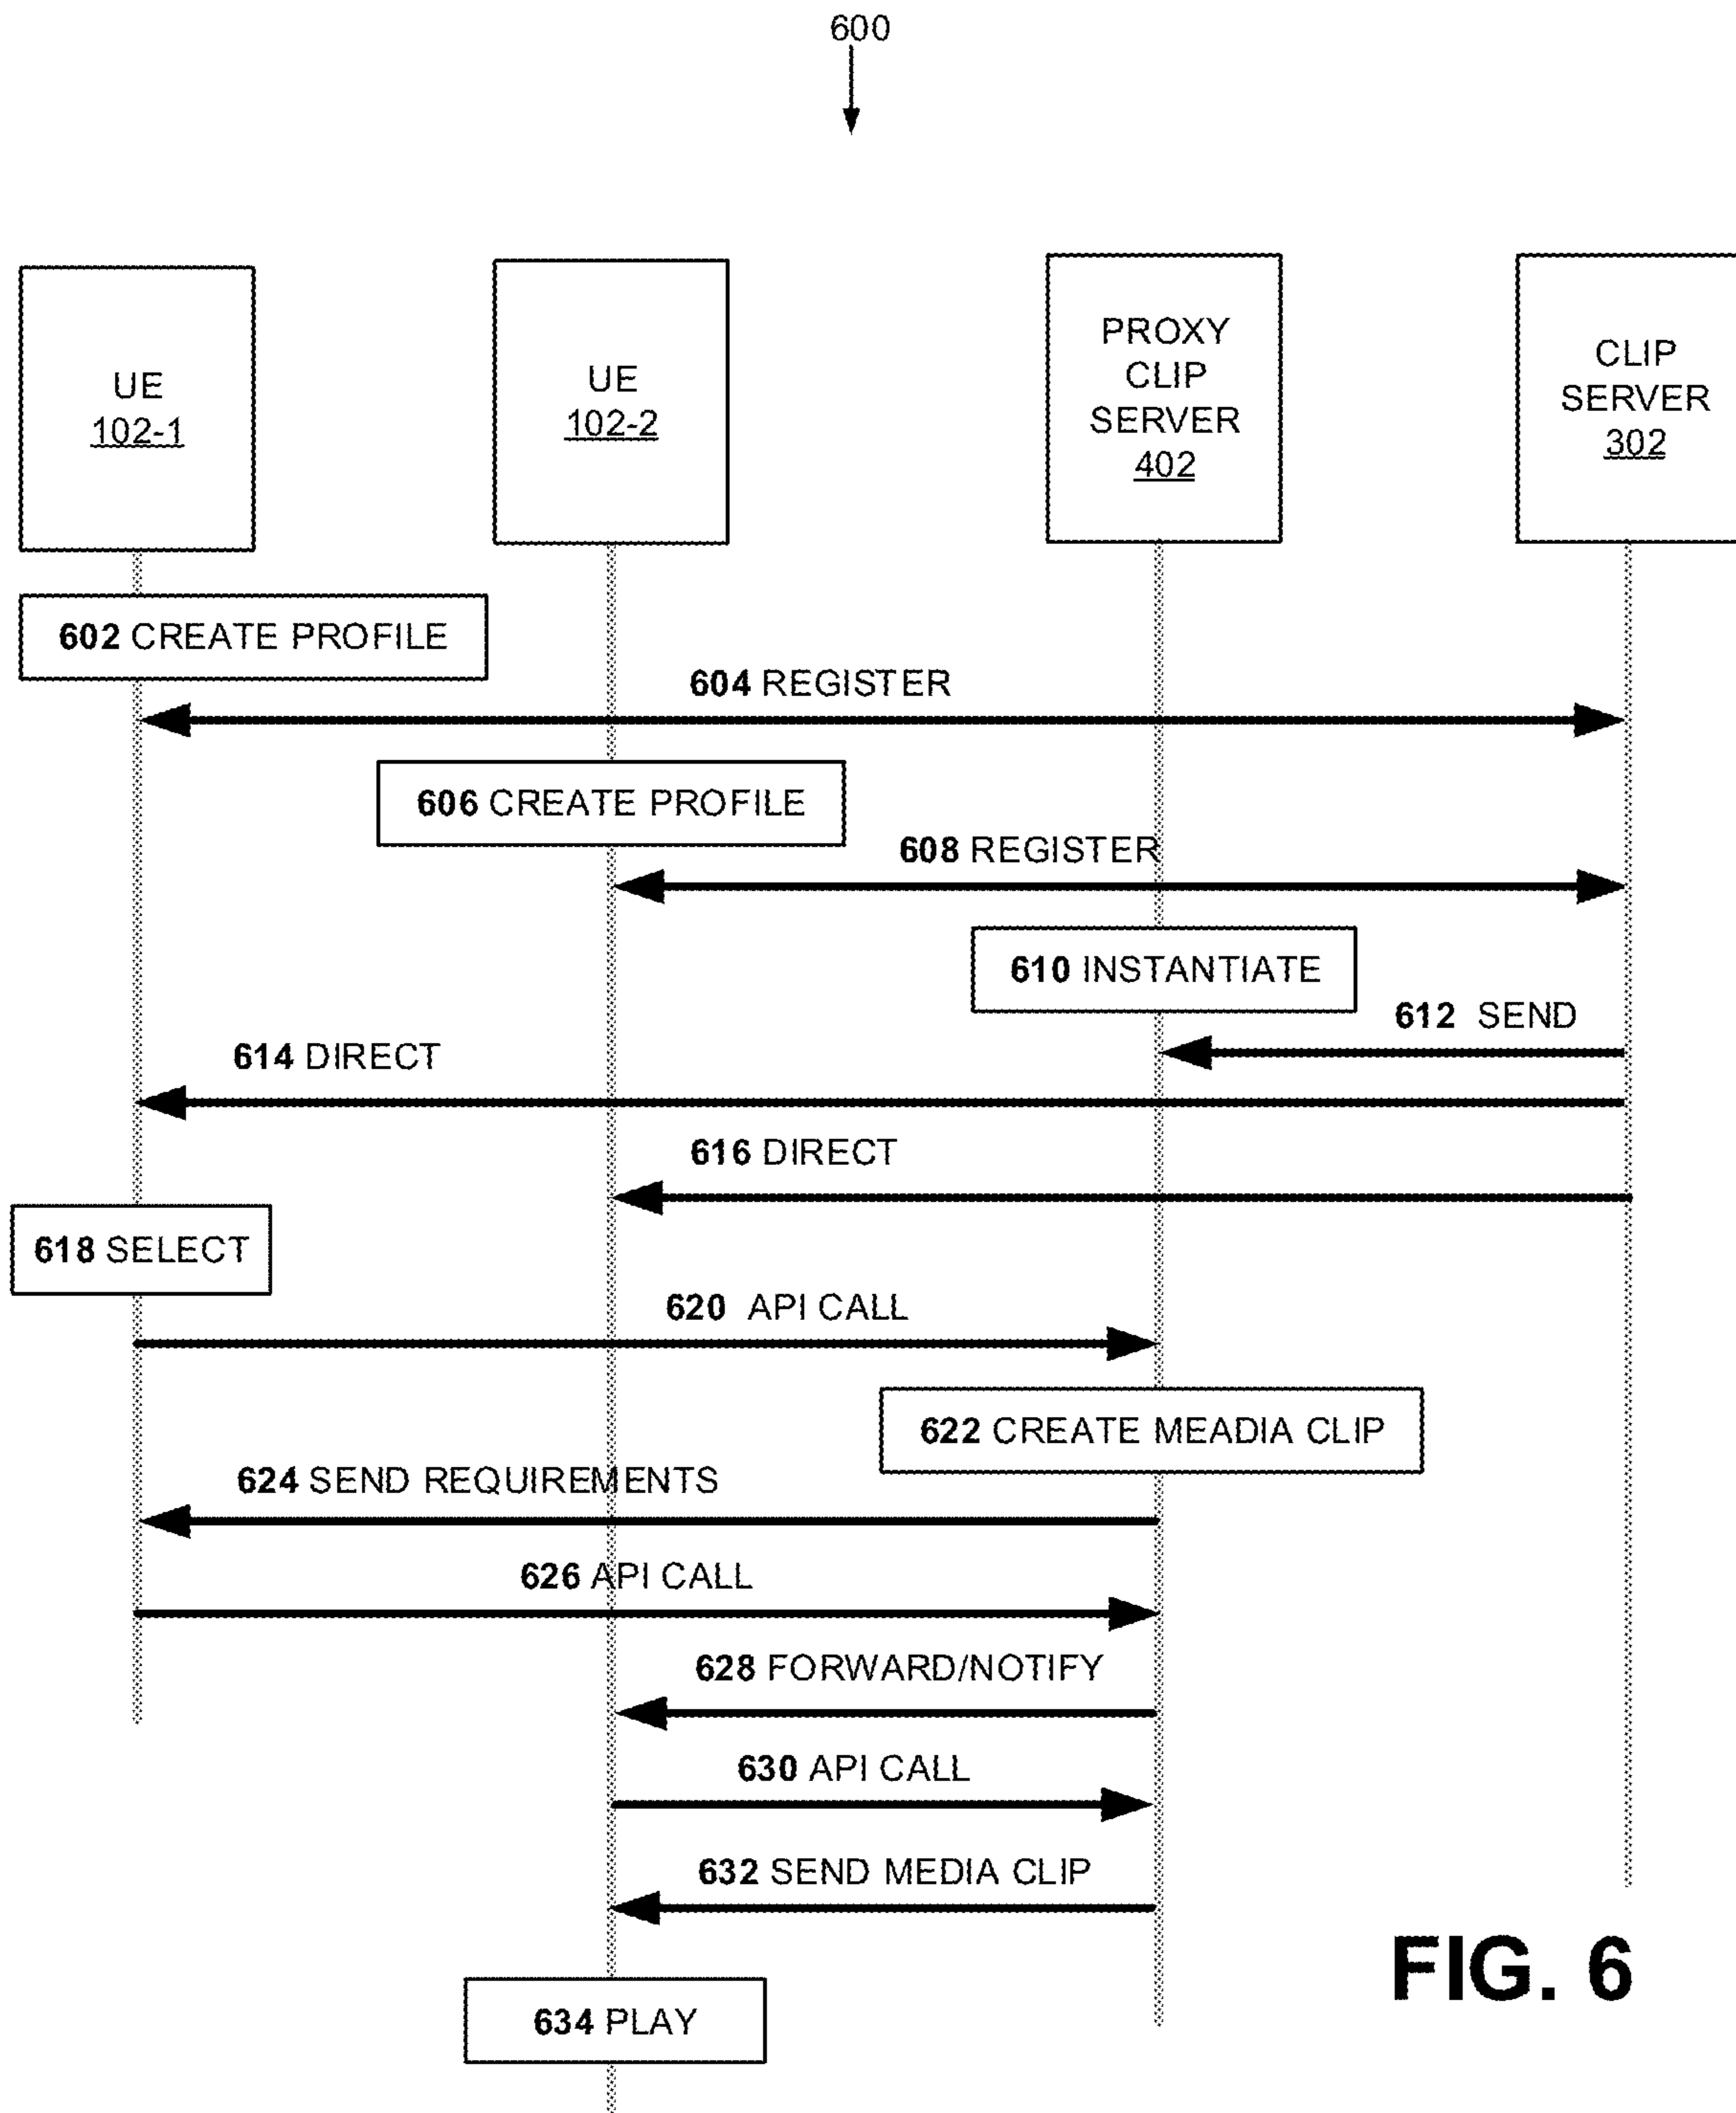 600
UE
102-1
UE
102-2
PROXY
CLIP
SERVER
402
CLIP
SERVER
302
602 CREATE PROFILE
604 REGISTER
606 CREATE PROFILE
608 REGISTER
610 INSTANTIATE
612 SEND
614 DIRECT
616 DIRECT
618 SELECT
620 API CALL
622 CREATE MEADIA CLIP
624 SEND REQUIREMENTS
626 API CALL
628 FORWARD/NOTIFY
630 API CALL
632 SEND MEDIA CLIP
634 PLAY
FIG. 6